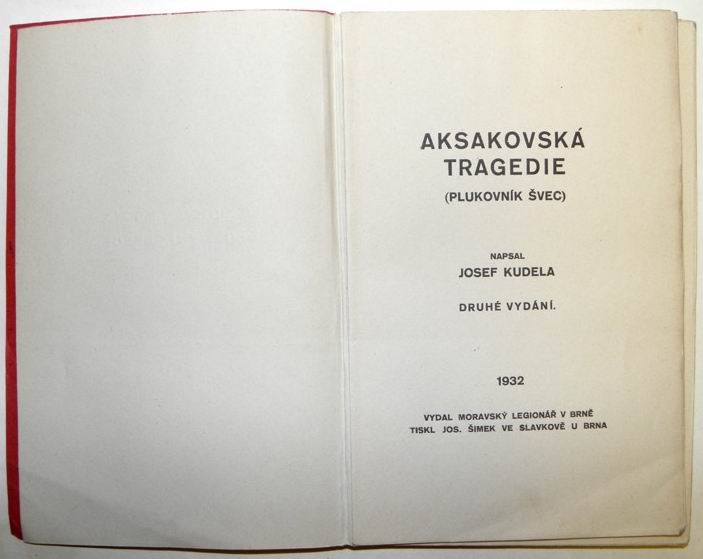 AKSAKOVSKÁ
TRAGEDIE
(PLUKOVNÍK ŠVEC)
NAPSAL
JOSEF KUDELA
DRUHÉ VYDÁNÍ.
1932
VYDAL MORAVSKÝ LEGIONÁŘ V BRNĚ
TISKL JOS. ŠIMEK VE SLAVKOVĚ U BRNA